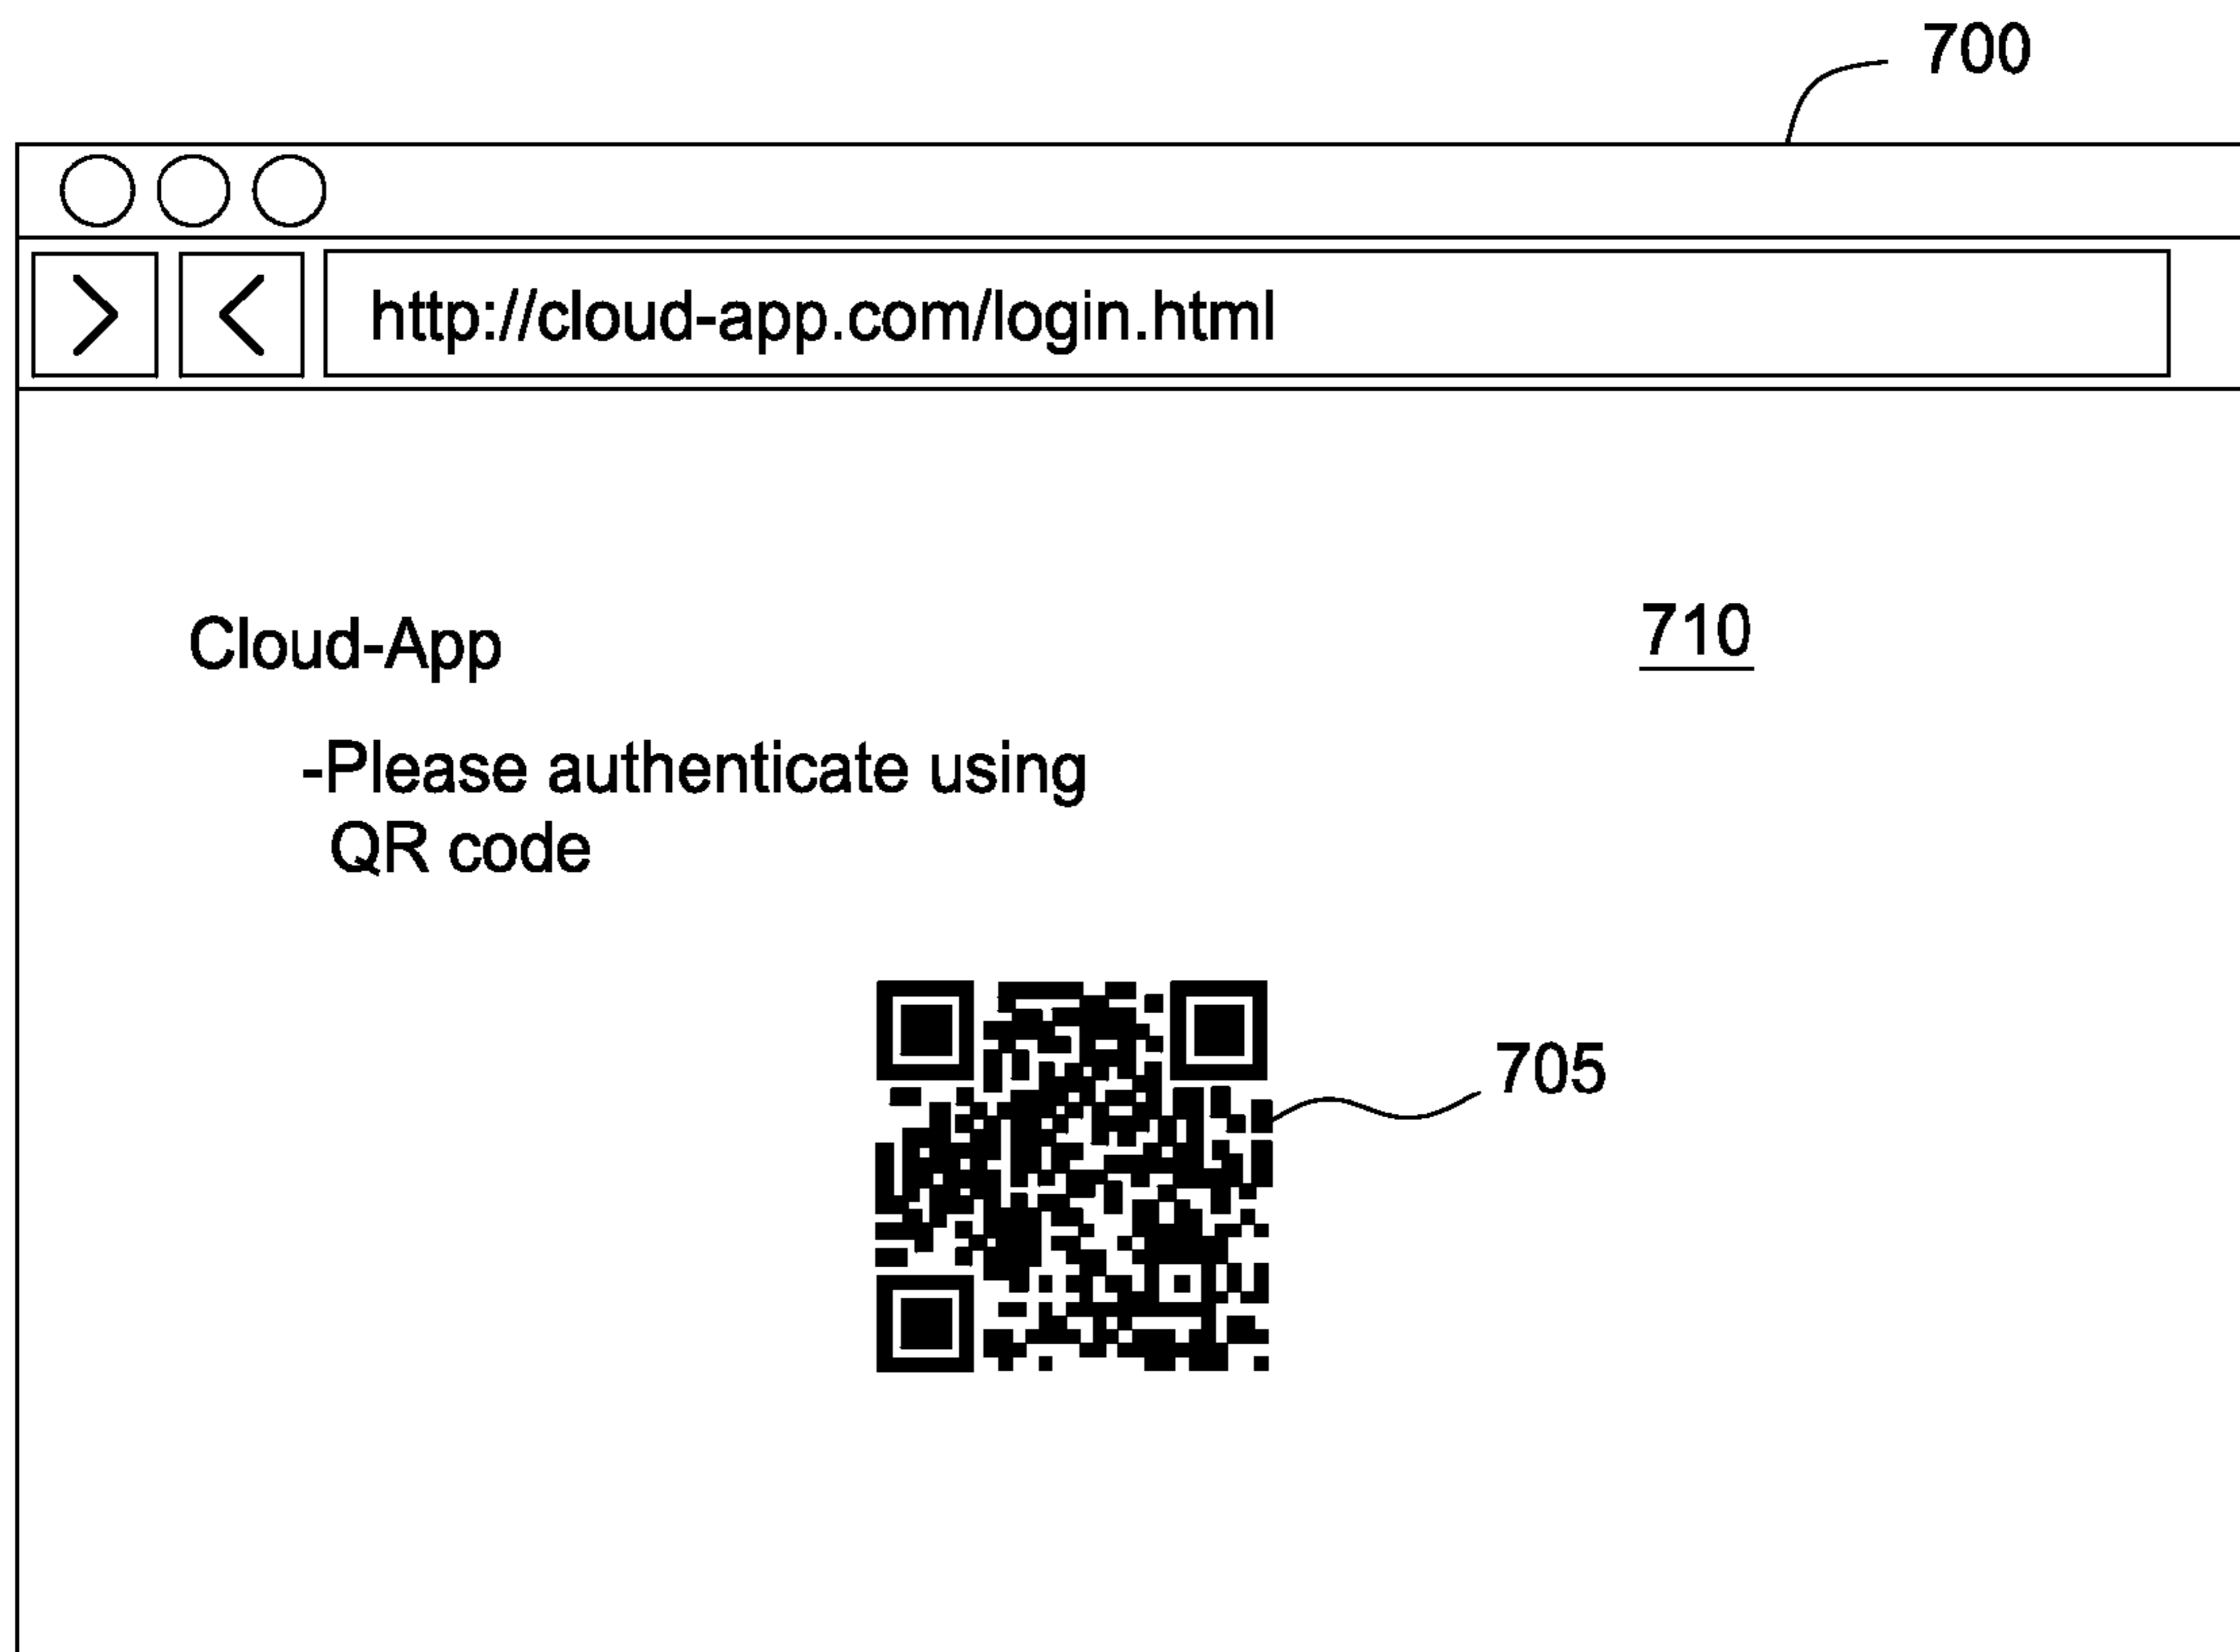 700
> < http://cloud-app.com/login.html
Cloud-App
710
-Please authenticate using
QR code
705